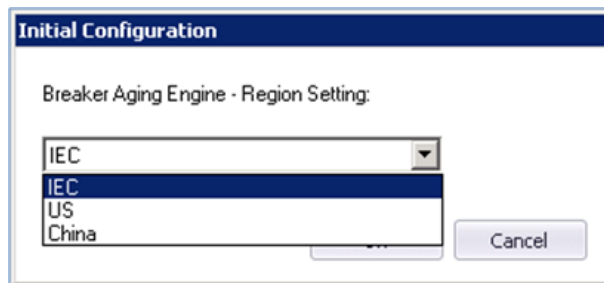 Initial Configuration
Breaker Aging Engine - Region Setting:
IEC
IEC
US
China
Cancel